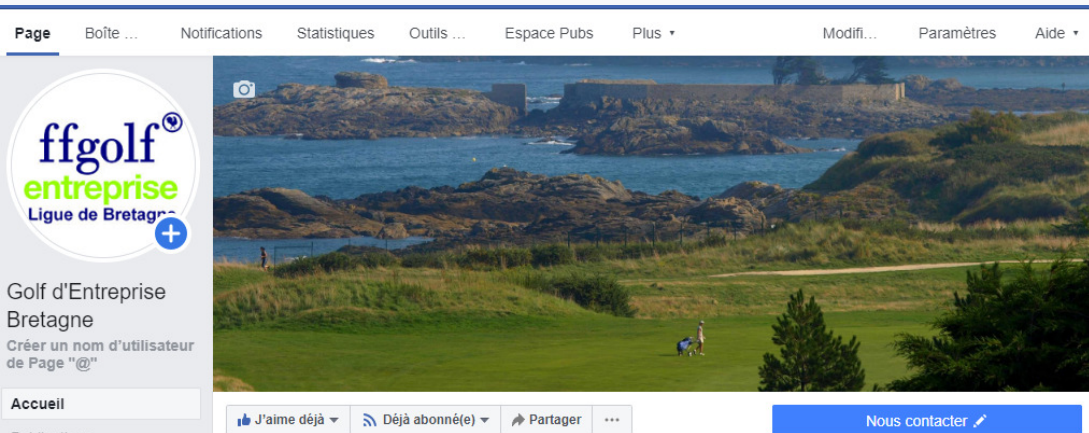 Page
Boîte ...
Notifications
Statistiques
Outils ...
Espace Pubs
Plus
Modifi...
Paramètres
Aide
ffgolf®
entreprise
Ligue de Bretagne
Golf d'Entreprise
Bretagne
Créer un nom d'utilisateur
de Page "@"
Accueil
J'aime déjà
Déjà abonné(e)
Partager
...
Nous contacter